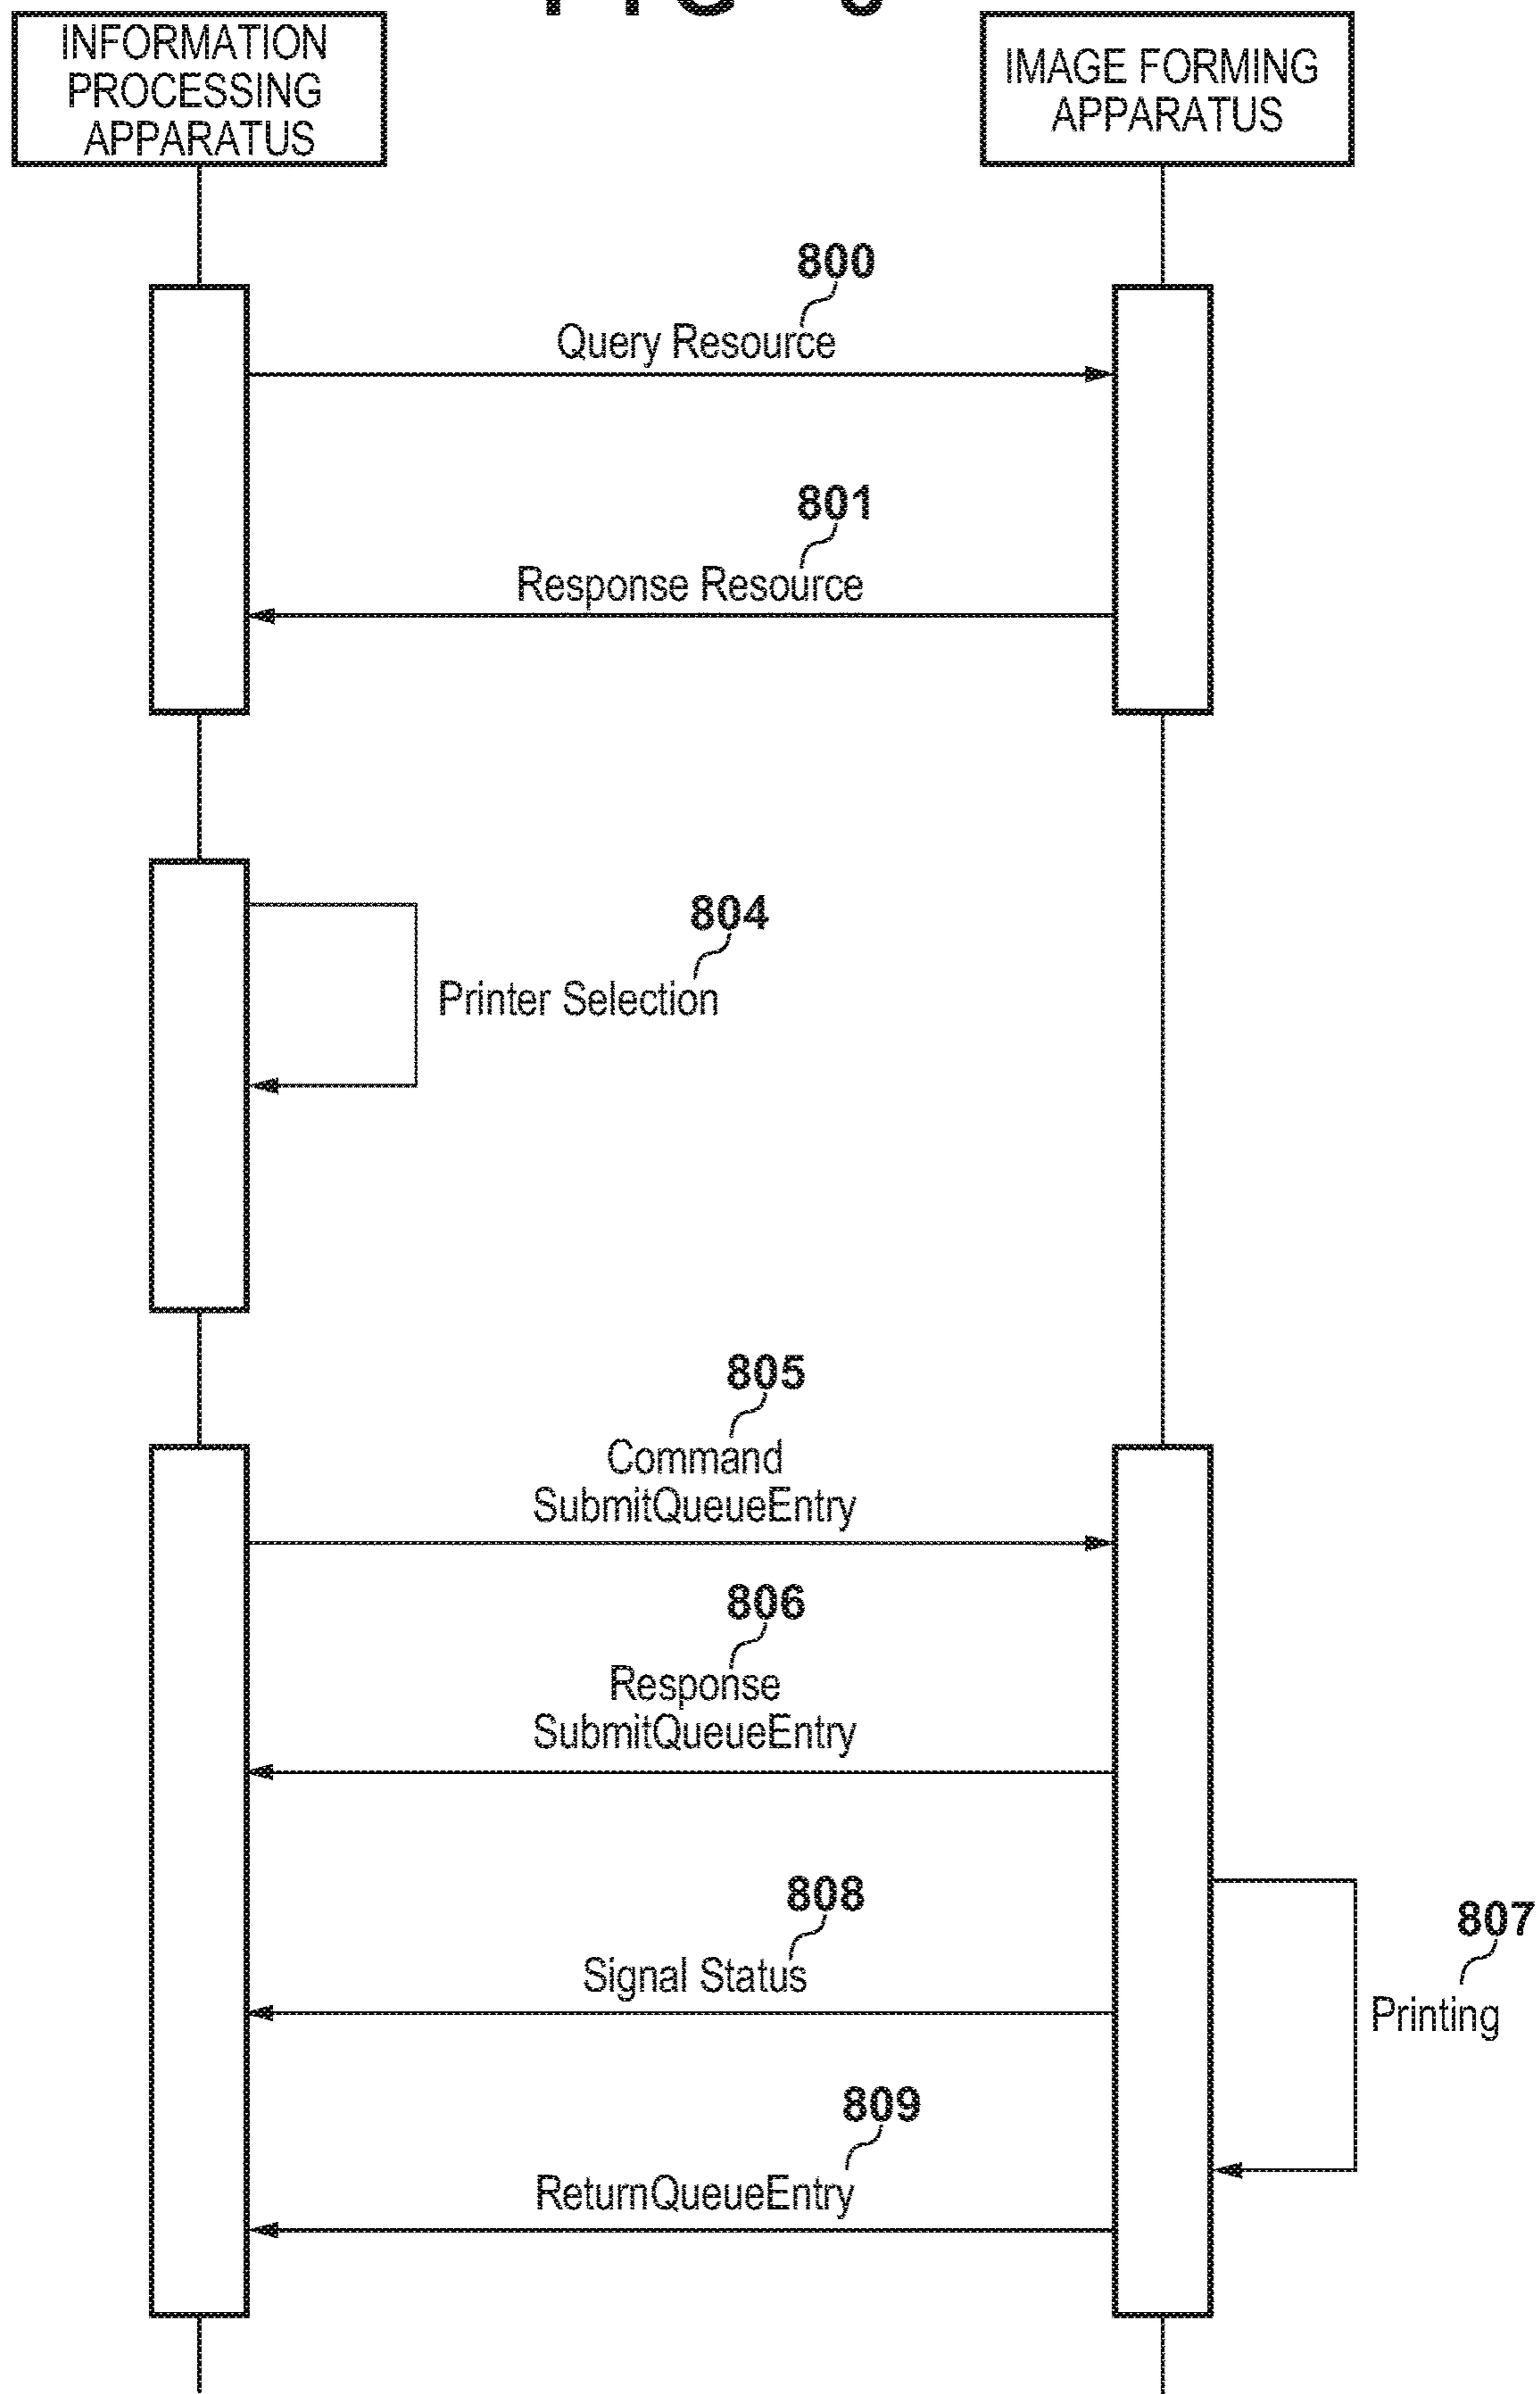 INFORMATION
PROCESSING
APPARATUS
IMAGE FORMING
APPARATUS
800
Query Resource
801
Response Resource
804
Printer Selection
805
Command
SubmitQueueEntry
806
Response
SubmitQueueEntry
808
Signal Status
807
Printing
809
ReturnQueueEntry